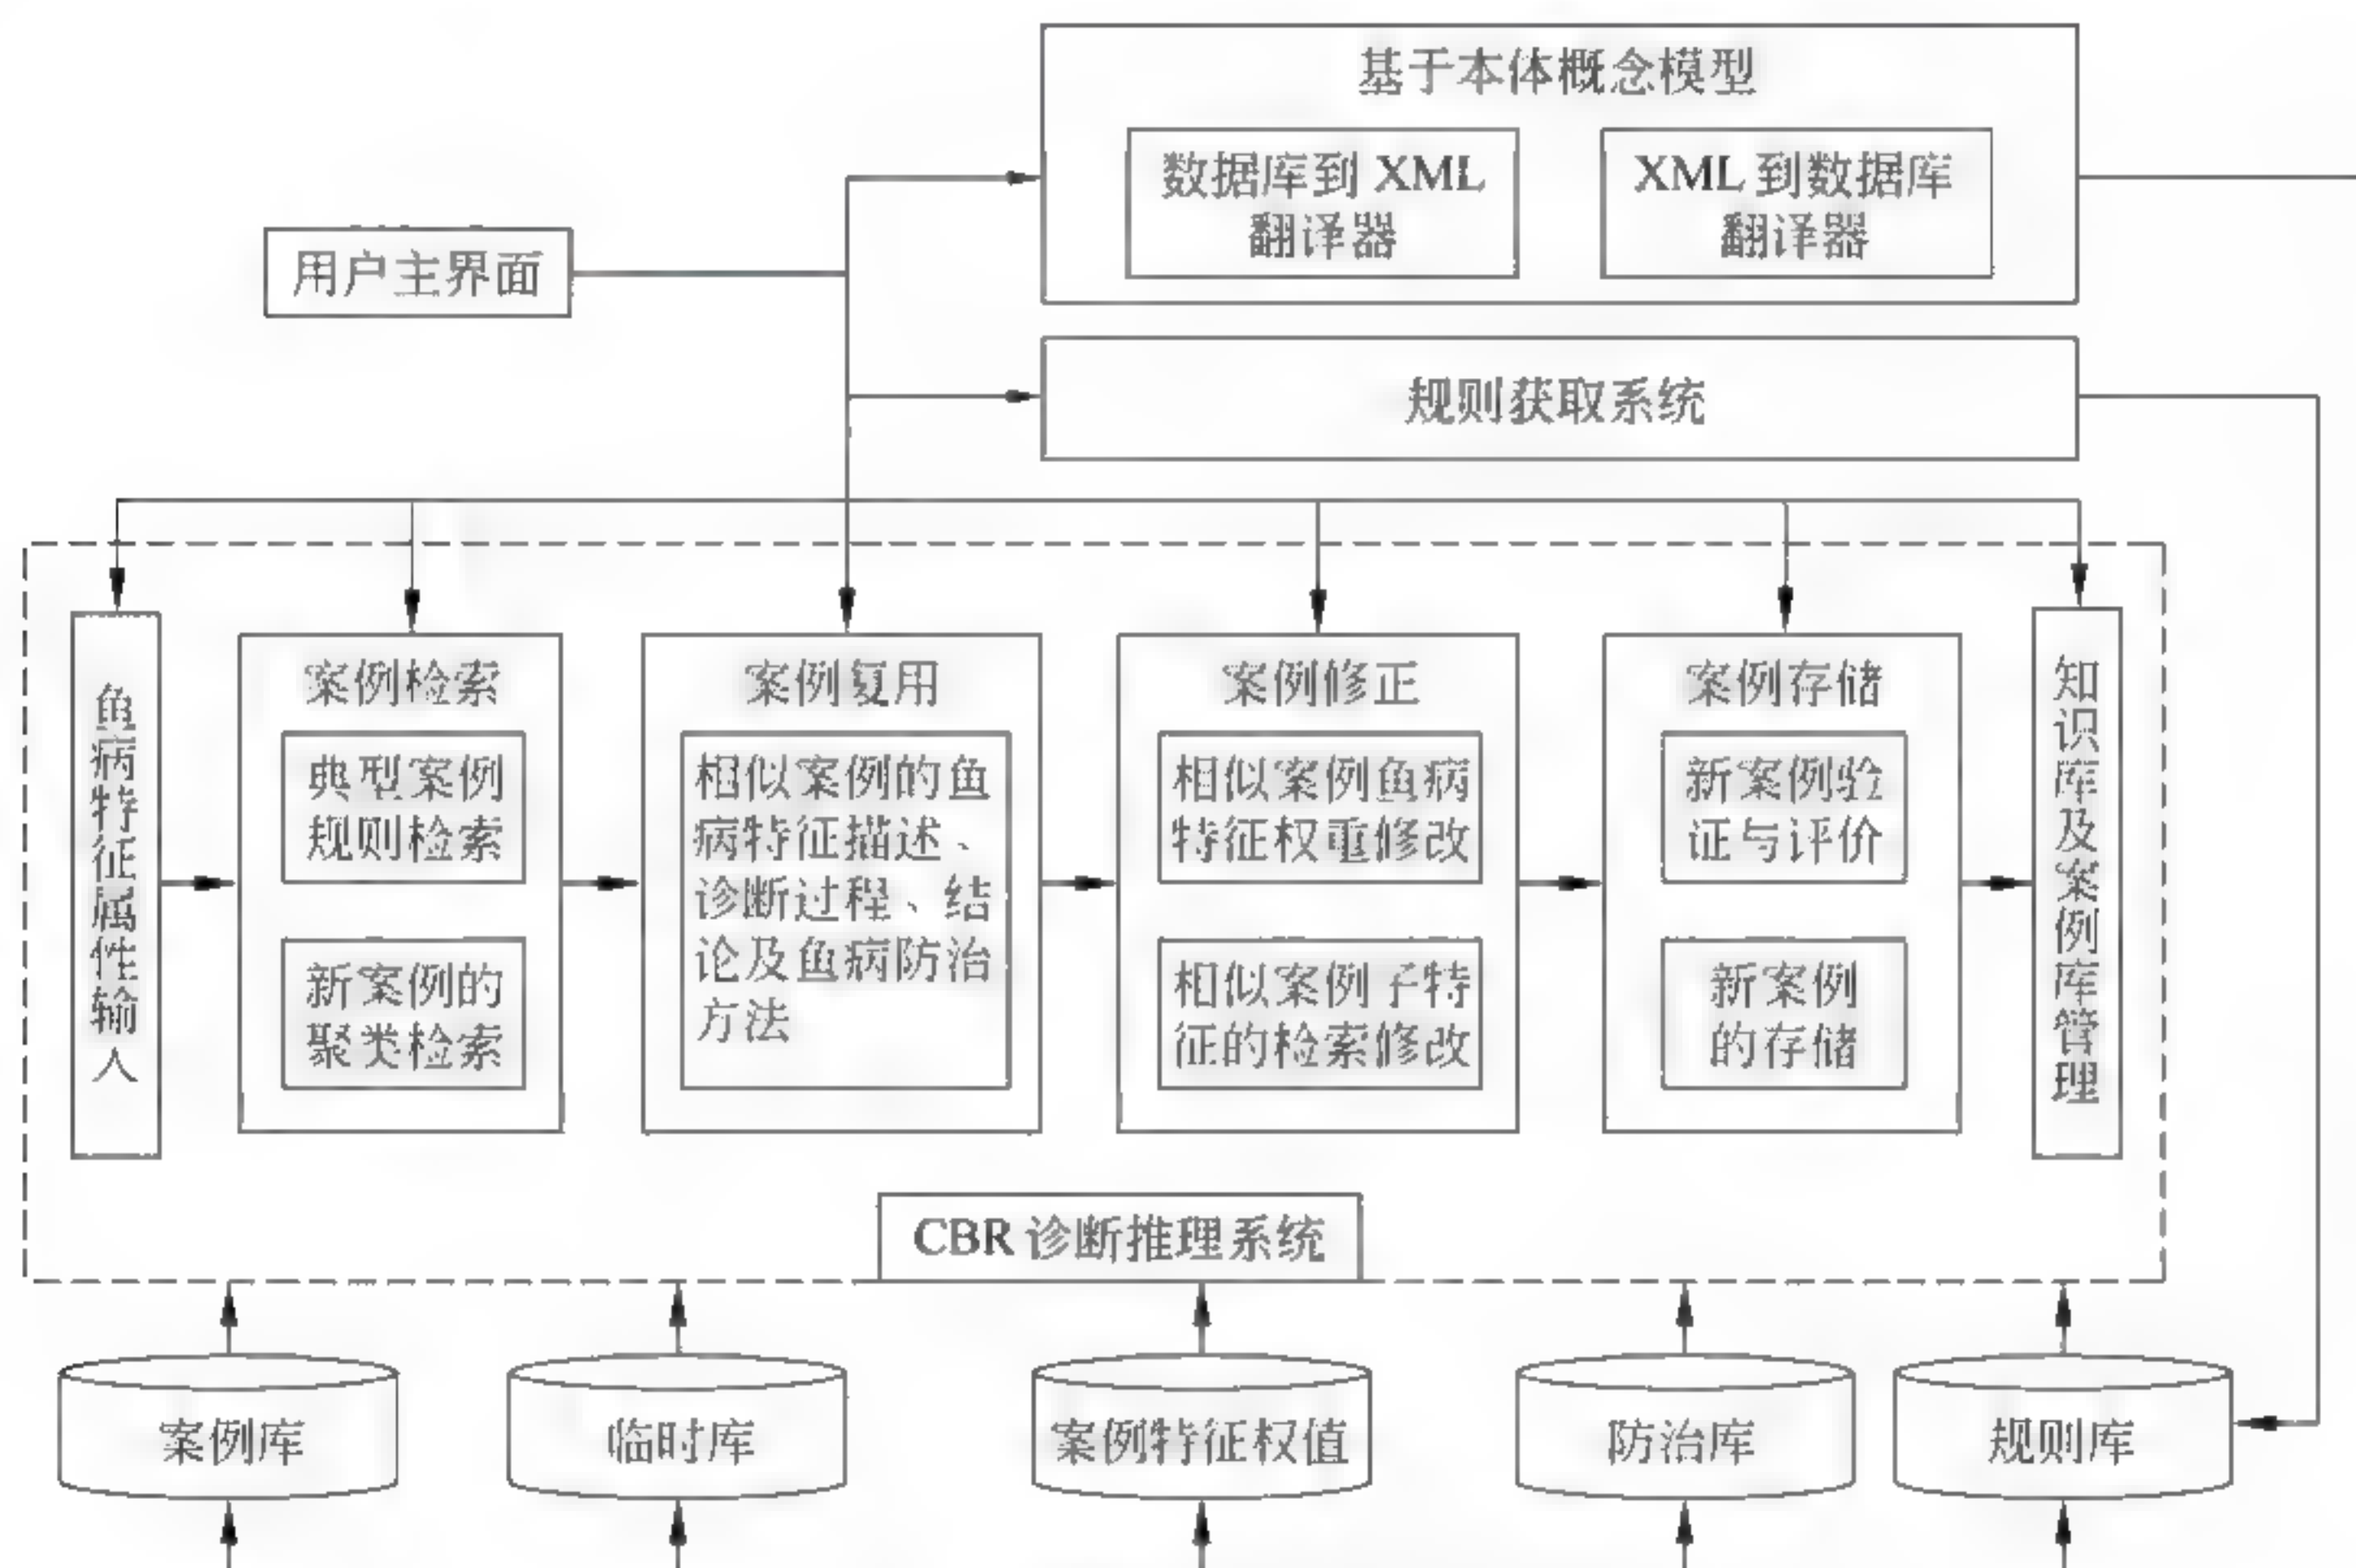 基于本体概念模型
数据库到 XML
翻译器
XML 到数据库
翻译器
用户主界面
规则获取系统
鱼病特征属性输入
案例检索
典型案例
规则检索
新案例的
聚类检索
案例复用
相似案例的鱼
病特征描述、
诊断过程、结
论及鱼病防治
方法
案例修正
相似案例鱼病
特征权重修改
相似案例子特
征的检索修改
案例存储
新案例验
证与评价
新案例
的存储
知识库及案例库管理
CBR 诊断推理系统
案例库
临时库
案例特征权值
防治库
规则库